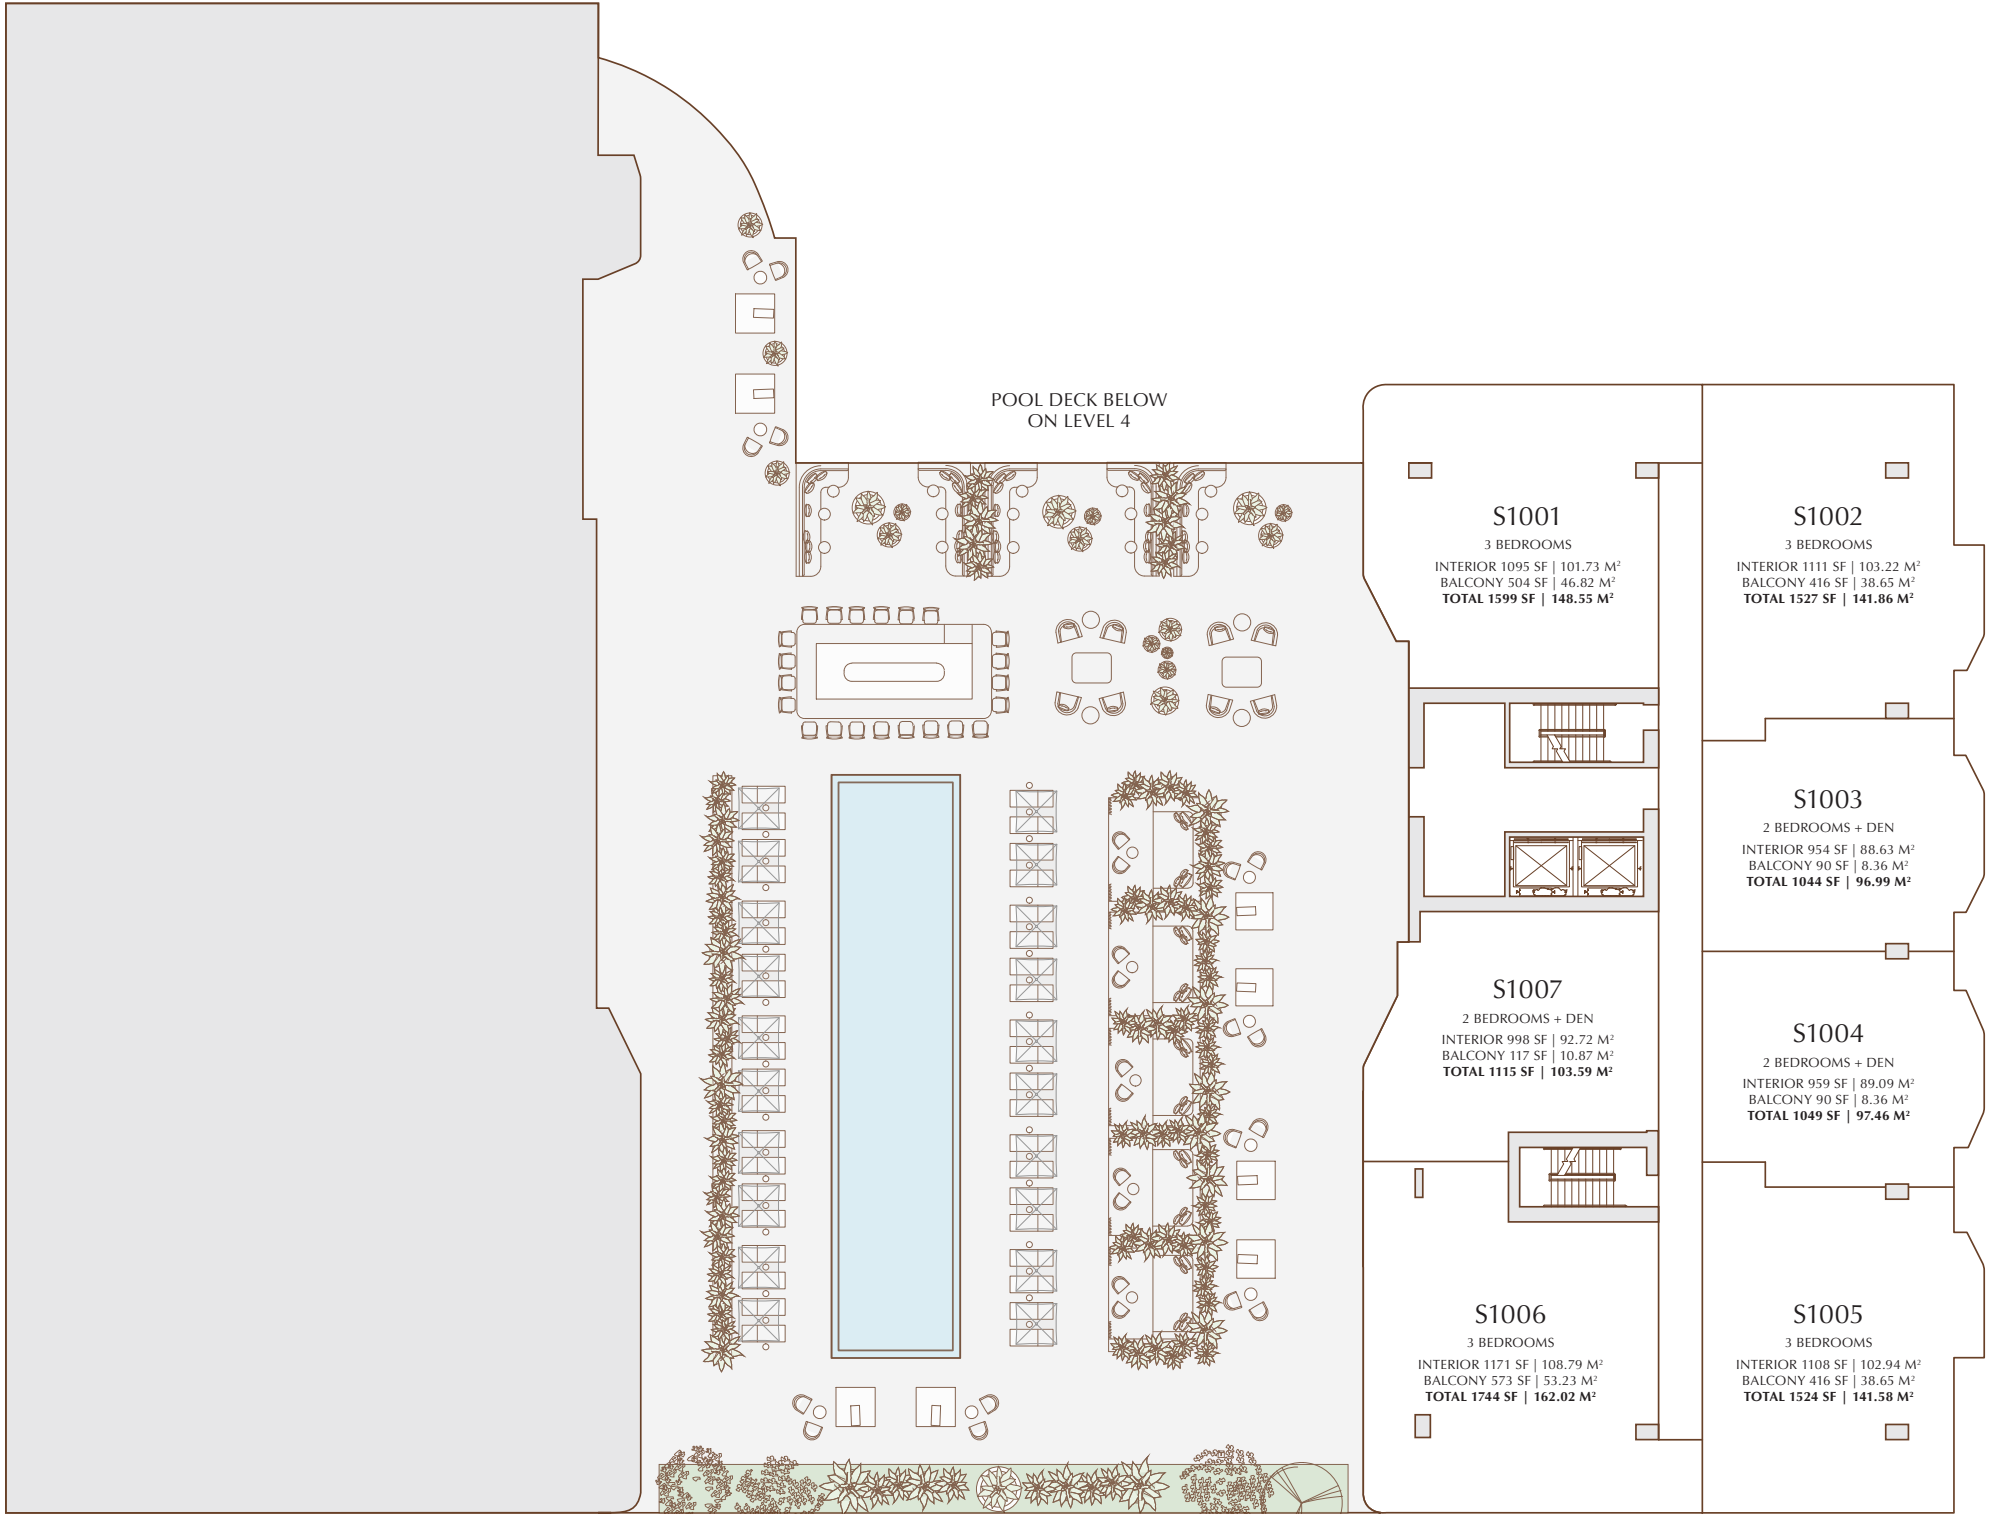 POOL DECK BELOW
ON LEVEL 4
S1001
3 BEDROOMS
INTERIOR 1095 SF | 101.73 M²
BALCONY 504 SF | 46.82 M²
TOTAL 1599 SF | 148.55 M²
S1002
3 BEDROOMS
INTERIOR 1111 SF | 103.22 M²
BALCONY 416 SF | 38.65 M²
TOTAL 1527 SF | 141.86 M²
S1003
2 BEDROOMS + DEN
INTERIOR 954 SF | 88.63 M²
BALCONY 90 SF | 8.36 M²
TOTAL 1044 SF | 96.99 M²
S1007
2 BEDROOMS + DEN
INTERIOR 998 SF | 92.72 M²
BALCONY 117 SF | 10.87 M²
TOTAL 1115 SF | 103.59 M²
S1004
2 BEDROOMS + DEN
INTERIOR 959 SF | 89.09 M²
BALCONY 90 SF | 8.36 M²
TOTAL 1049 SF | 97.46 M²
S1006
3 BEDROOMS
INTERIOR 1171 SF | 108.79 M²
BALCONY 573 SF | 53.23 M²
TOTAL 1744 SF | 162.02 M²
S1005
3 BEDROOMS
INTERIOR 1108 SF | 102.94 M²
BALCONY 416 SF | 38.65 M²
TOTAL 1524 SF | 141.58 M²